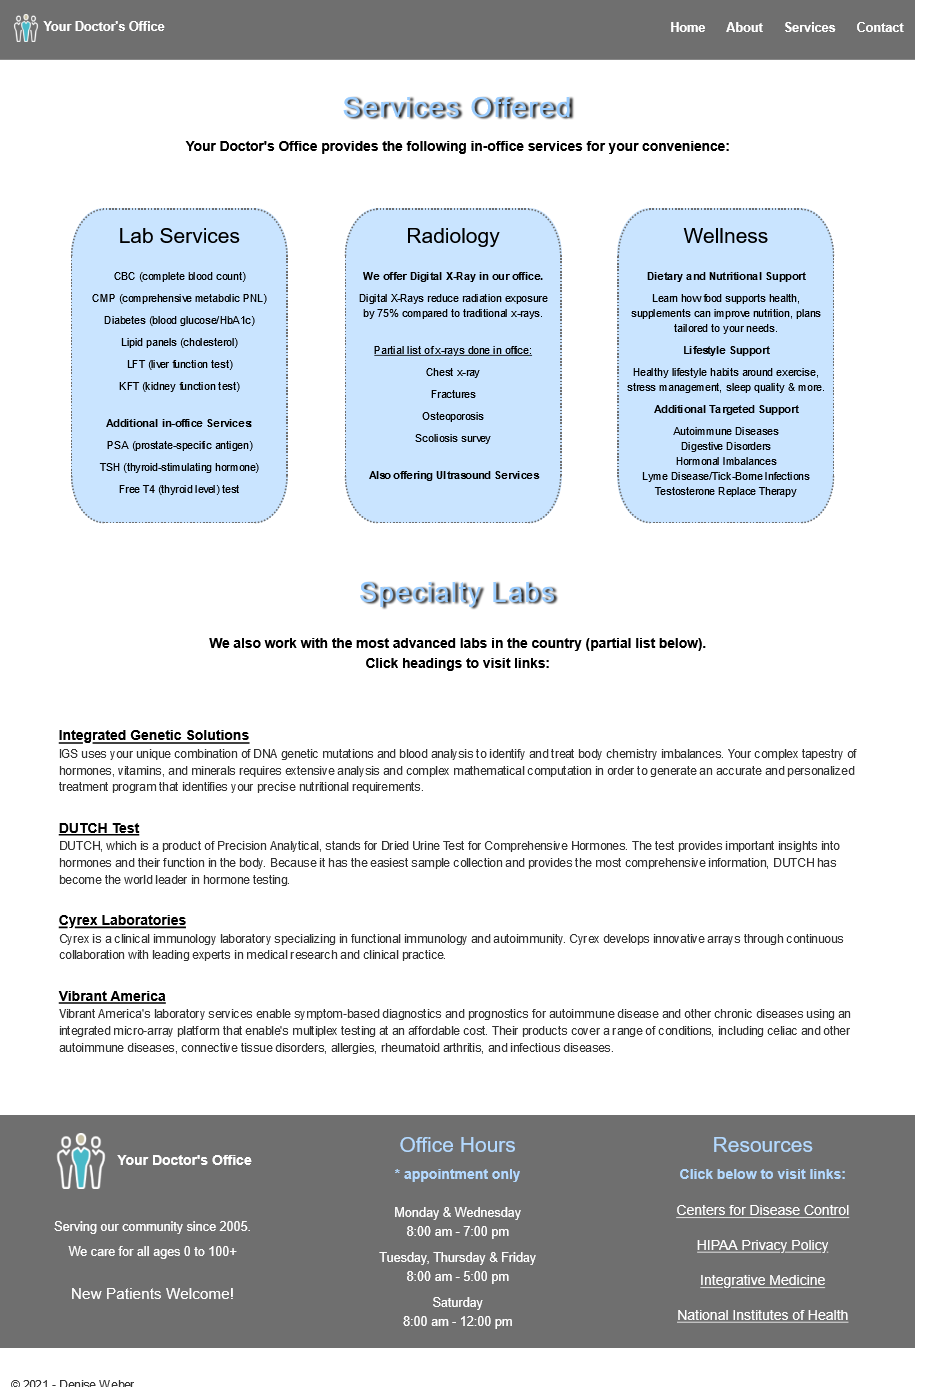 Your Doctor's Office
Home About Services Contact
Services Offered
Your Doctor's Office provides the following in-office services for your convenience:
Lab Services
CBC (complete blood count)
CMP (comprehensive metabolic PNL)
Diabetes (blood glucose/HbA1c)
Lipid panels (cholesterol)
LFT (liver function test)
KFT (kidney function test)
Additional in-office Services:
PSA (prostate-specific antigen)
TSH (thyroid-stimulating hormone)
Free T4 (thyroid level) test
Radiology
We offer Digital X-Ray in our office.
Digital X-Rays reduce radiation exposure
by 75% compared to traditional x-rays.
Partial list of x-rays done in office:
Chest x-ray
Fractures
Osteoporosis
Scoliosis survey
Also offering Ultrasound Services
Wellness
Dietary and Nutritional Support
Learn how food supports health,
supplements can improve nutrition, plans
tailored to your needs.
Lifestyle Support
Healthy lifestyle habits around exercise,
stress management, sleep quality & more.
Additional Targeted Support
Autoimmune Diseases
Digestive Disorders
Hormonal Imbalances
Lyme Disease/Tick-Borne Infections
Testosterone Replace Therapy
Specialty Labs
We also work with the most advanced labs in the country (partial list below).
Click headings to visit links:
Integrated Genetic Solutions
IGS uses your unique combination of DNA genetic mutations and blood analysis to identify and treat body chemistry imbalances. Your complex tapestry of
hormones, vitamins, and minerals requires extensive analysis and complex mathematical computation in order to generate an accurate and personalized
treatment program that identifies your precise nutritional requirements.
DUTCH Test
DUTCH, which is a product of Precision Analytical, stands for Dried Urine Test for Comprehensive Hormones. The test provides important insights into
hormones and their function in the body. Because it has the easiest sample collection and provides the most comprehensive information, DUTCH has
become the world leader in hormone testing.
Cyrex Laboratories
Cyrex is a clinical immunology laboratory specializing in functional immunology and autoimmunity. Cyrex develops innovative arrays through continuous
collaboration with leading experts in medical research and clinical practice.
Vibrant America
Vibrant America's laboratory services enable symptom-based diagnostics and prognostics for autoimmune disease and other chronic diseases using an
integrated micro-array platform that enable's multiplex testing at an affordable cost. Their products cover a range of conditions, including celiac and other
autoimmune diseases, connective tissue disorders, allergies, rheumatoid arthritis, and infectious diseases.
Your Doctor's Office
Serving our community since 2005.
We care for all ages 0 to 100+
New Patients Welcome!
Office Hours
* appointment only
Monday & Wednesday
8:00 am - 7:00 pm
Tuesday, Thursday & Friday
8:00 am - 5:00 pm
Saturday
8:00 am - 12:00 pm
Resources
Click below to visit links:
Centers for Disease Control
HIPAA Privacy Policy
Integrative Medicine
National Institutes of Health
© 2021 - Denise Weber